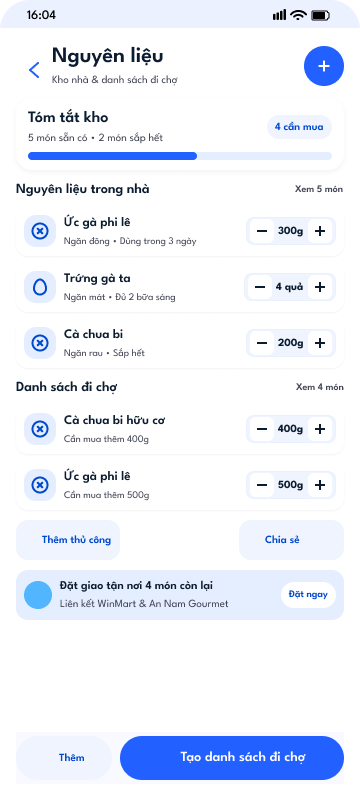 16:04
Nguyên liệu
Kho nhà & danh sách đi chợ
Tóm tắt kho
5 món sẵn có • 2 món sắp hết
4 cần mua
Nguyên liệu trong nhà
Xem 5 món
Ức gà phi lê
Ngăn đông • Dùng trong 3 ngày
300g
Trứng gà ta
Ngăn mát • Đủ 2 bữa sáng
4 quả
Cà chua bi
Ngăn rau • Sắp hết
200g
Danh sách đi chợ
Xem 4 món
Cà chua bi hữu cơ
Cần mua thêm 400g
400g
Ức gà phi lê
Cần mua thêm 500g
500g
Thêm thủ công
Chia sẻ
Đặt giao tận nơi 4 món còn lại
Liên kết WinMart & An Nam Gourmet
Đặt ngay
Thêm
Tạo danh sách đi chợ